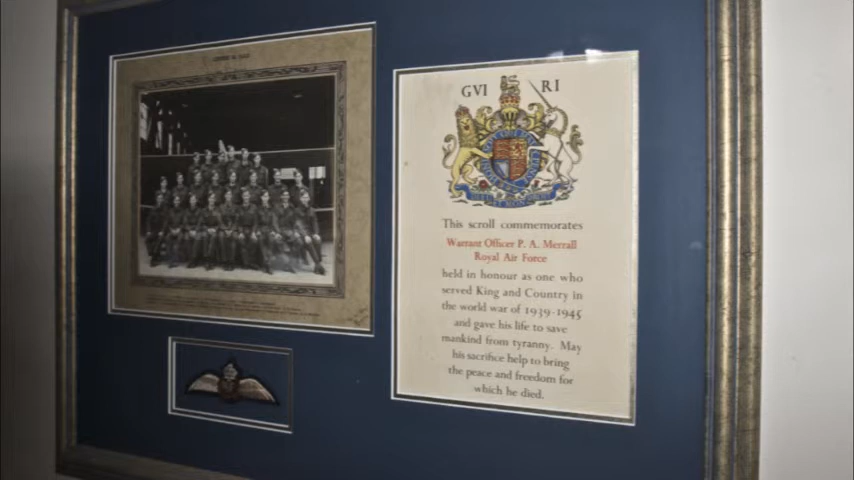 GVI RI
This scroll commemorates
Warrant Officer P. A. Merrall
Royal Air Force
held in honour as one who
served King and Country in
the world war of 1939-1945
and gave his life to save
mankind from tyranny. May
his sacrifice help to bring
the peace and freedom for
which he died.